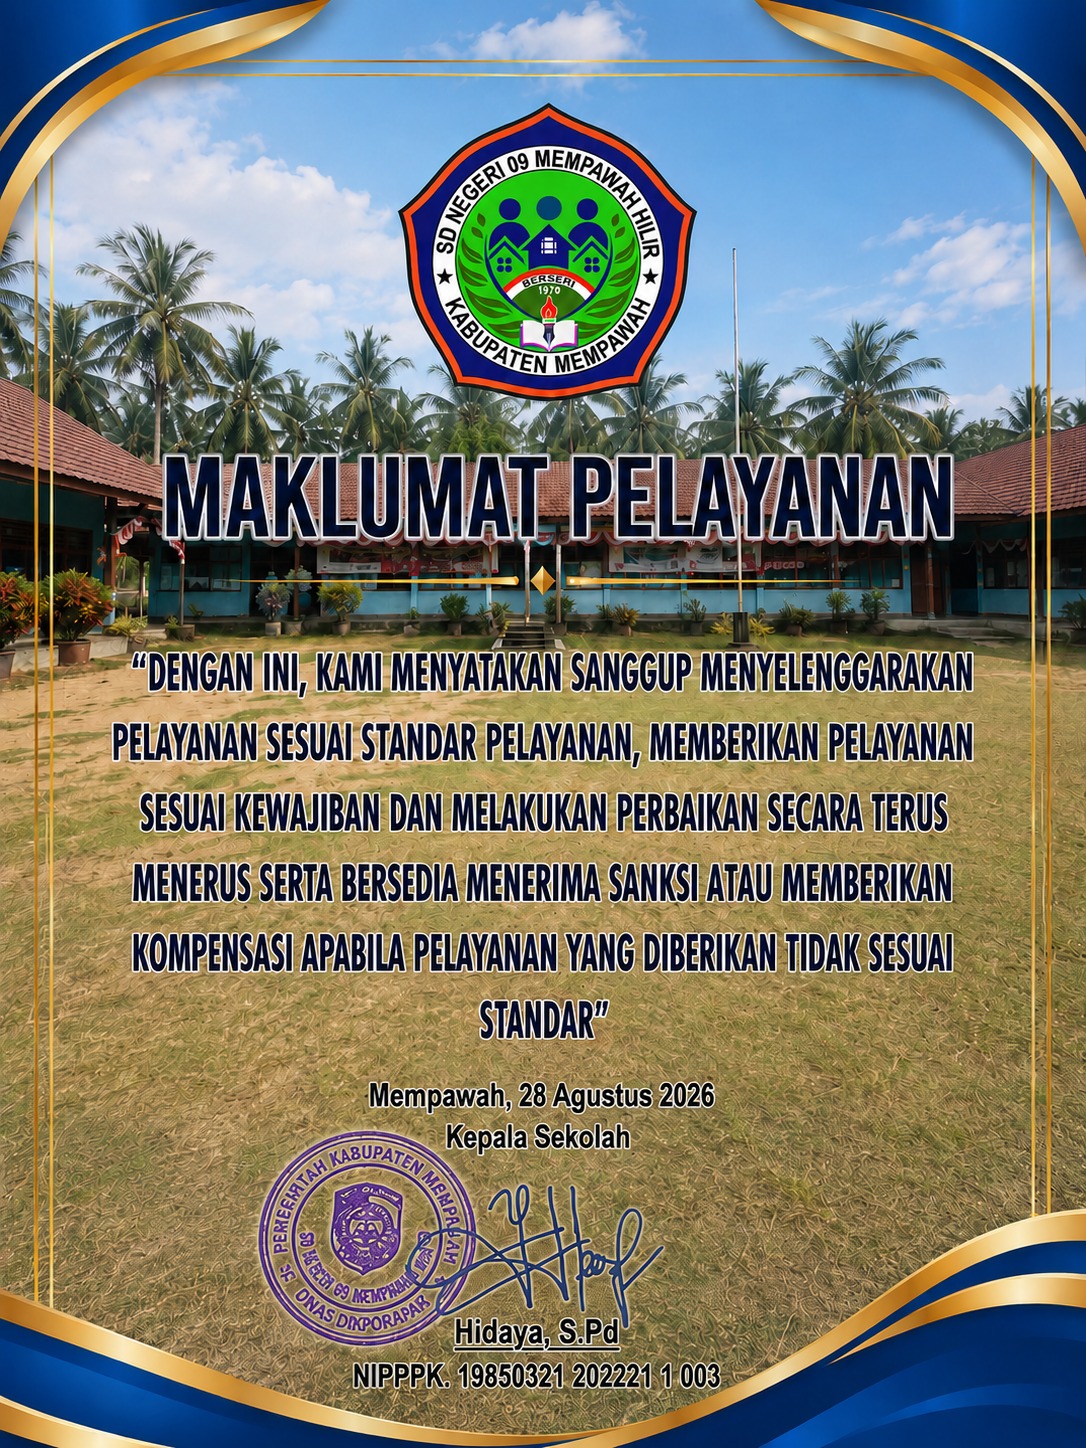 SD NEGERI 09 MEMPAWAH HILIR
BERSERI
1970
KABUPATEN MEMPAWAH
MAKLUMAT PELAYANAN
“DENGAN INI, KAMI MENYATAKAN SANGGUP MENYELENGGARAKAN
PELAYANAN SESUAI STANDAR PELAYANAN, MEMBERIKAN PELAYANAN
SESUAI KEWAJIBAN DAN MELAKUKAN PERBAIKAN SECARA TERUS
MENERUS SERTA BERSEDIA MENERIMA SANKSI ATAU MEMBERIKAN
KOMPENSASI APABILA PELAYANAN YANG DIBERIKAN TIDAK SESUAI
STANDAR”
Mempawah, 28 Agustus 2026
Kepala Sekolah
KABUPATEN
DIKPORAPAR
Hidaya, S.Pd
NIPPPK. 19850321 202221 1 003